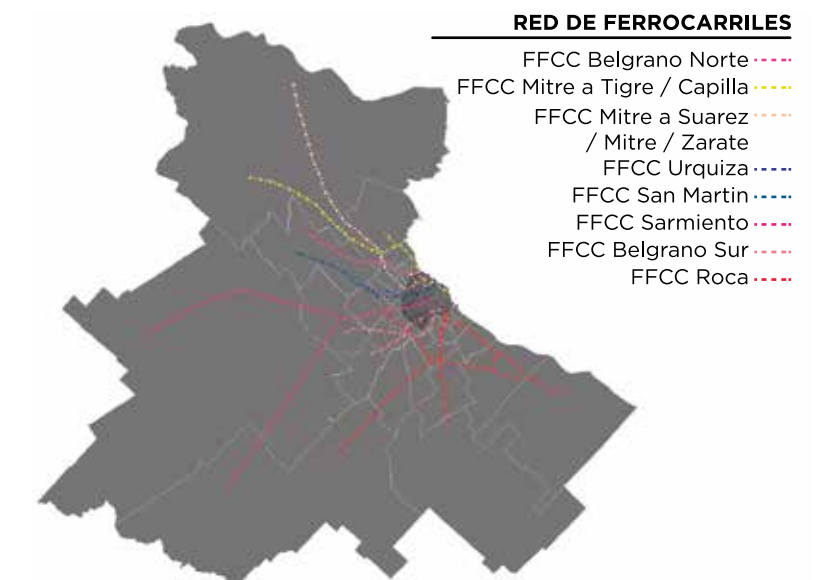 RED DE FERROCARRILES
FFCC Belgrano Norte
FFCC Mitre a Tigre / Capilla
FFCC Mitre a Suarez
/ Mitre / Zarate
FFCC Urquiza
FFCC San Martin
FFCC Sarmiento
FFCC Belgrano Sur
FFCC Roca